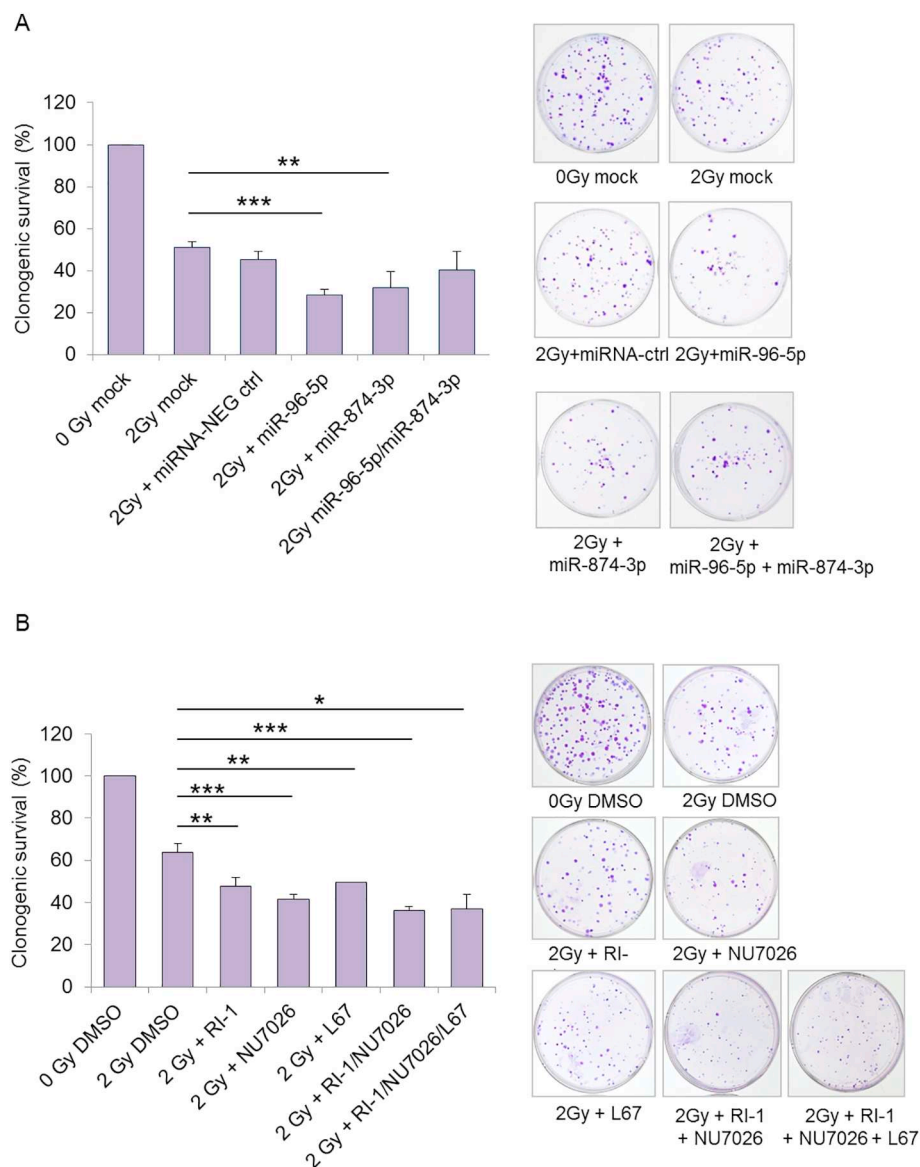 A
120
100
80
60
40
20
0
Clonogenic survival (%)
**
***
0 Gy mock
2Gy mock
2Gy + miRNA-NEG ctrl
2Gy + miR-96-5p
2Gy + miR-874-3p
2Gy miR-96-5p/miR-874-3p
0Gy mock
2Gy mock
2Gy+miRNA-ctrl
2Gy+miR-96-5p
2Gy +
miR-874-3p
2Gy +
miR-96-5p + miR-874-3p
B
120
100
80
60
40
20
0
Clonogenic survival (%)
*
***
**
***
**
0 Gy DMSO
2 Gy DMSO
2 Gy + RI-1
2 Gy + NU7026
2 Gy + L67
2 Gy + RI-1/NU7026
2 Gy + RI-1/NU7026/L67
0Gy DMSO
2Gy DMSO
2Gy + RI-
2Gy + NU7026
2Gy + L67
2Gy + RI-1
+ NU7026
2Gy + RI-1
+ NU7026 + L67